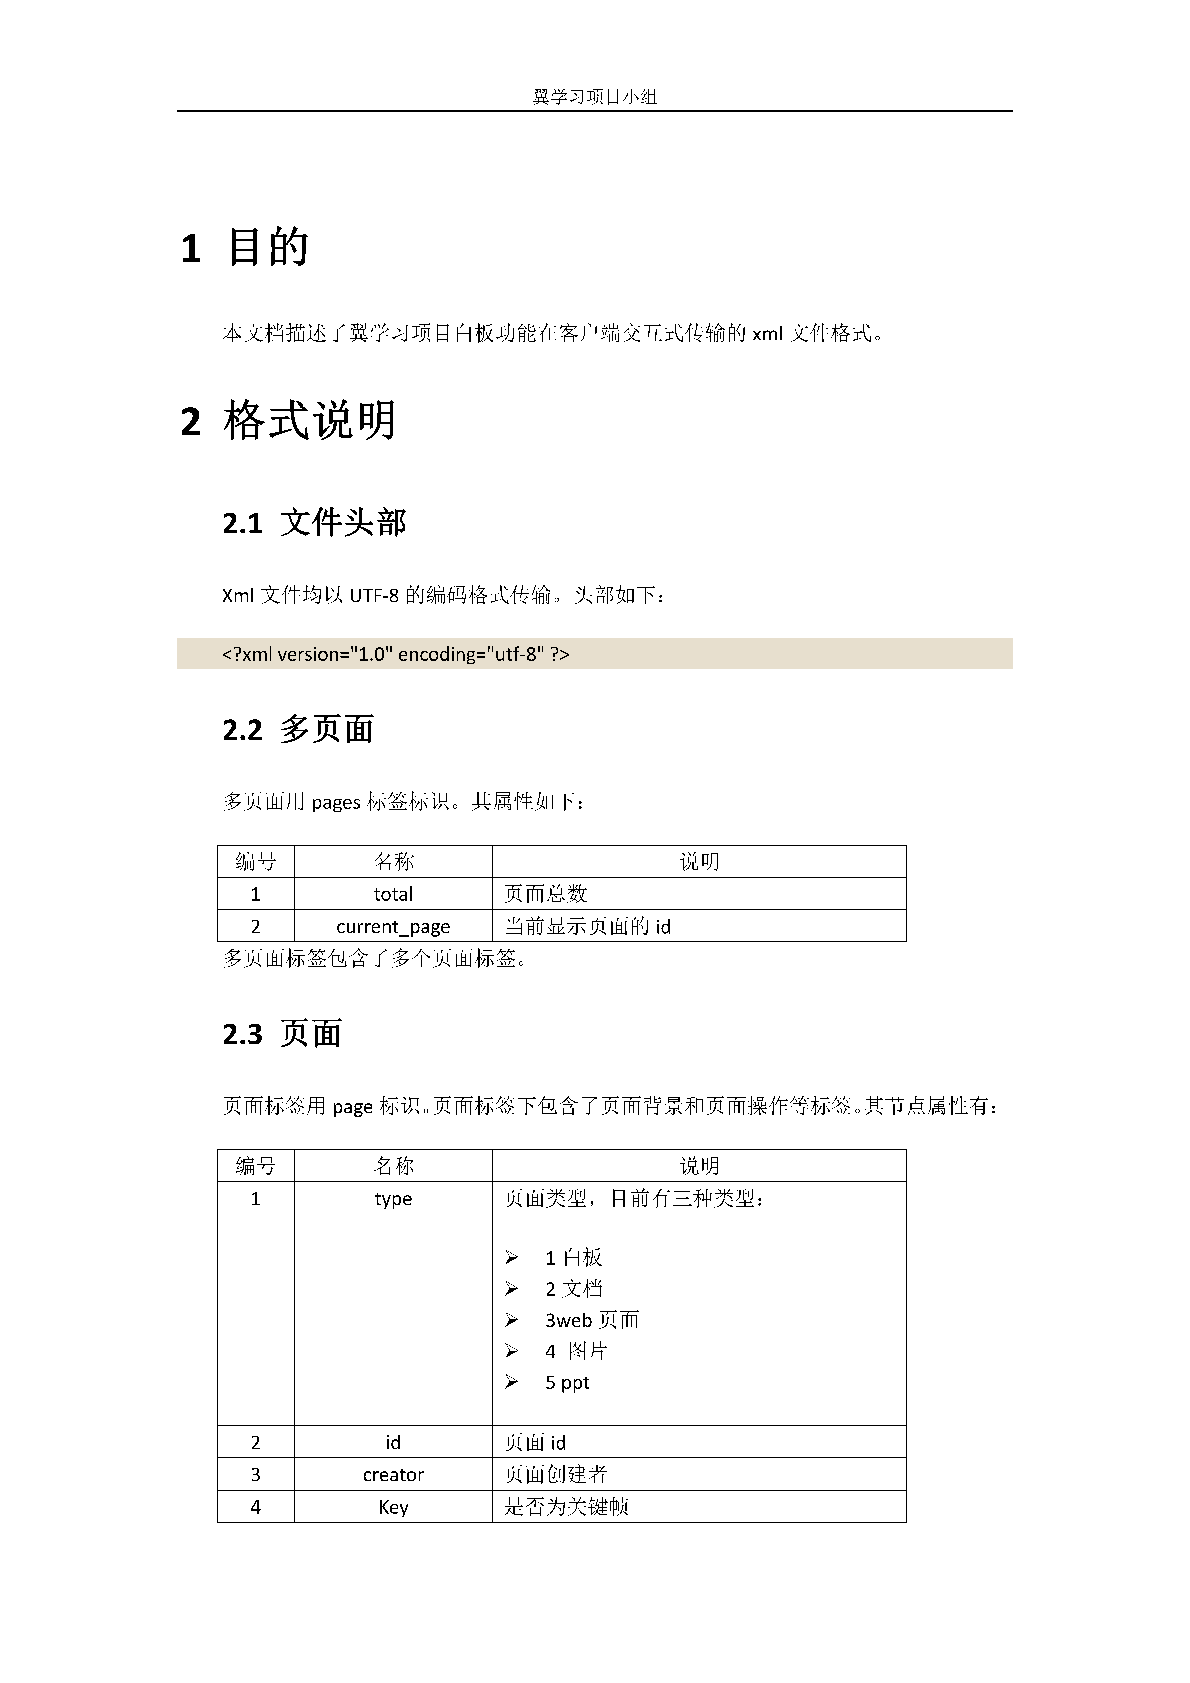 翼学习项目小组
1 目的
本文档描述了翼学习项目白板功能在客户端交互式传输的 xml 文件格式。
2 格式说明
2.1 文件头部
Xml 文件均以 UTF-8 的编码格式传输。头部如下：
<?xml version="1.0" encoding="utf-8" ?>
2.2 多页面
多页面用 pages 标签标识。其属性如下：
编号 名称 说明
1 total 页面总数
2 current_page 当前显示页面的 id
多页面标签包含了多个页面标签。
2.3 页面
页面标签用 page 标识。页面标签下包含了页面背景和页面操作等标签。其节点属性有：
编号 名称 说明
1 type 页面类型，目前有三种类型：
➢ 1 白板
➢ 2 文档
➢ 3web 页面
➢ 4 图片
➢ 5 ppt
2 id 页面 id
3 creator 页面创建者
4 Key 是否为关键帧